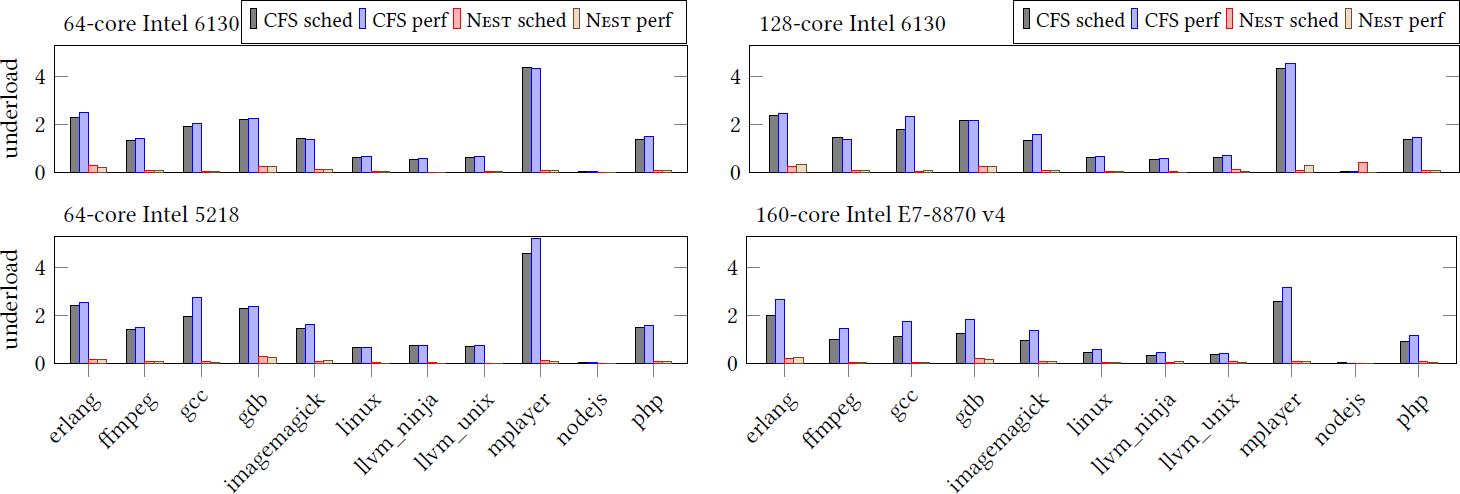 64-core Intel 6130 CFS sched CFS perf NEST sched NEST perf
128-core Intel 6130 CFS sched CFS perf NEST sched NEST perf
underload
4
2
0
4
2
0
64-core Intel 5218
160-core Intel E7-8870 v4
underload
4
2
0
4
2
0
erlang
ffmpeg
gcc
gdb
imagemagick
linux
llvm_ninja
llvm_unix
mplayer
nodejs
php
erlang
ffmpeg
gcc
gdb
imagemagick
linux
llvm_ninja
llvm_unix
mplayer
nodejs
php